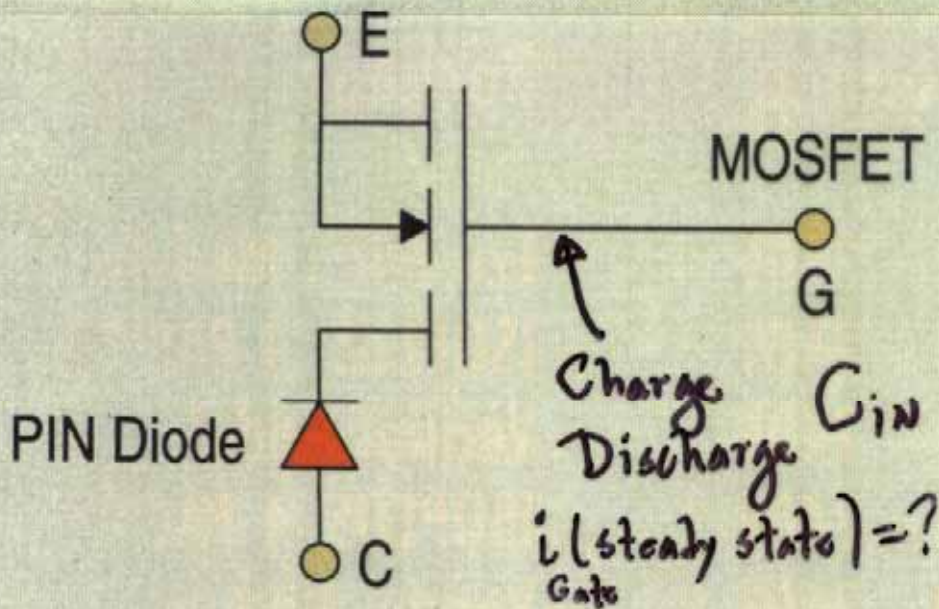 E
MOSFET
G
PIN Diode
C
Charge
Discharge
CIN
i (steady state) = ?
Gate